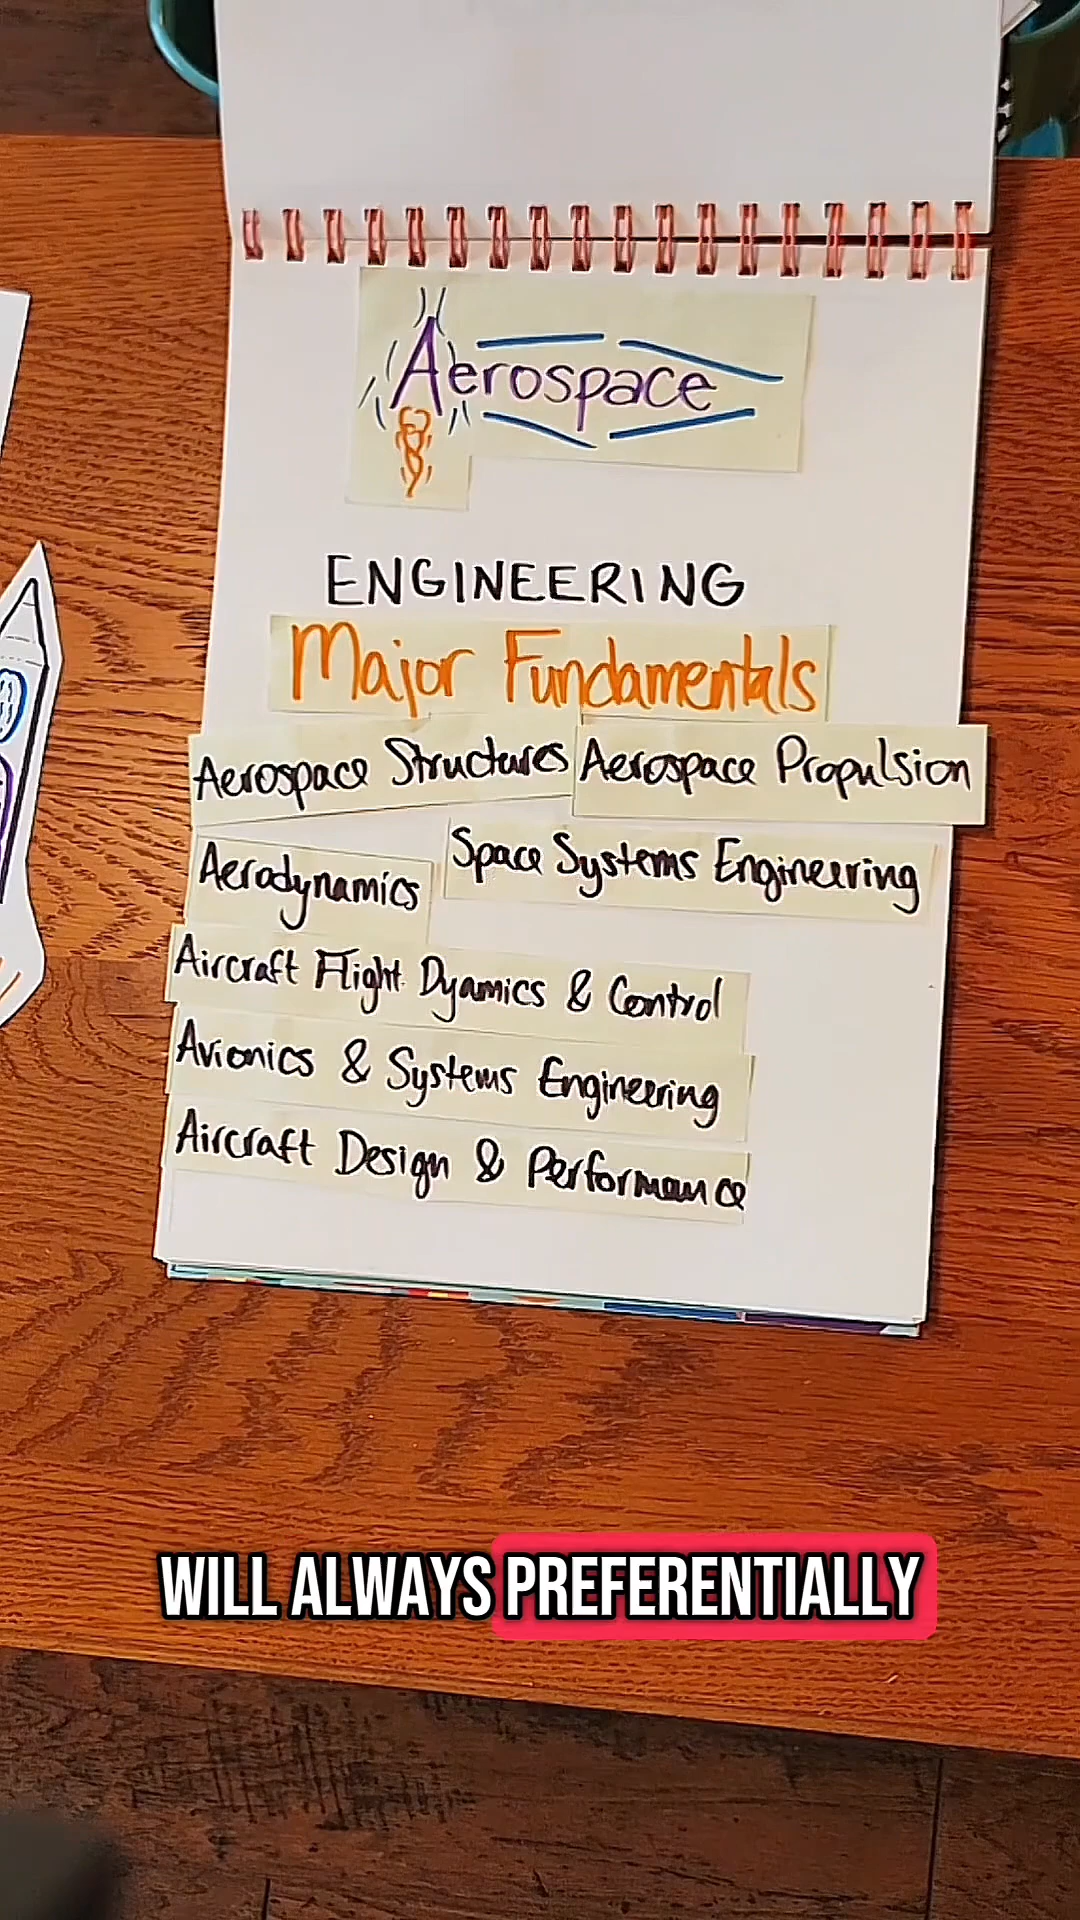 Aerospace
ENGINEERING
Major Fundamentals
Aerospace Structures
Aerospace Propulsion
Aerodynamics
Space Systems Engineering
Aircraft Flight Dyamics & Control
Avionics & Systems Engineering
Aircraft Design & Performance
WILL ALWAYS PREFERENTIALLY